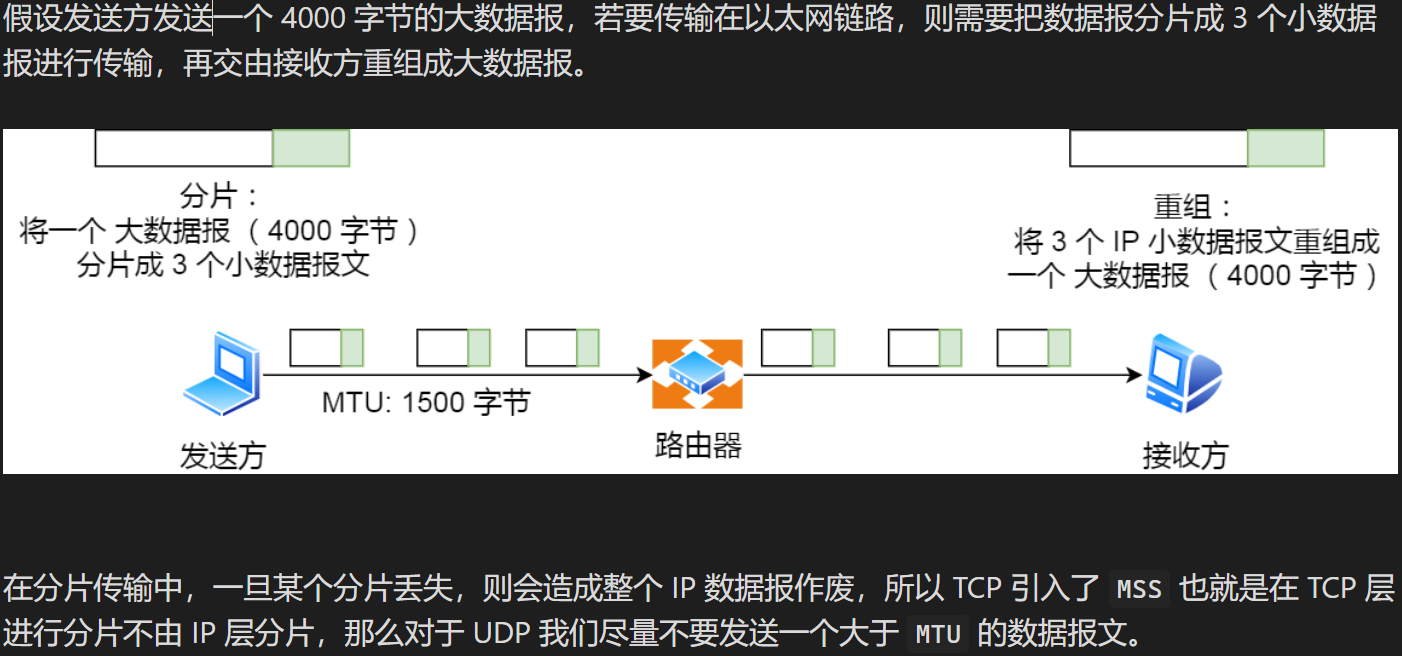 假设发送方发送一个 4000 字节的大数据报，若要传输在以太网链路，则需要把数据报分片成 3 个小数据
报进行传输，再交由接收方重组成大数据报。
分片：
将一个 大数据报 （ 4000 字节 ）
分片成 3 个小数据报文
重组：
将 3 个 IP 小数据报文重组成
一个 大数据报 （ 4000 字节 ）
MTU: 1500 字节
发送方
路由器
接收方
在分片传输中，一旦某个分片丢失，则会造成整个 IP 数据报作废，所以 TCP 引入了 MSS 也就是在 TCP 层
进行分片不由 IP 层分片，那么对于 UDP 我们尽量不要发送一个大于 MTU 的数据报文。